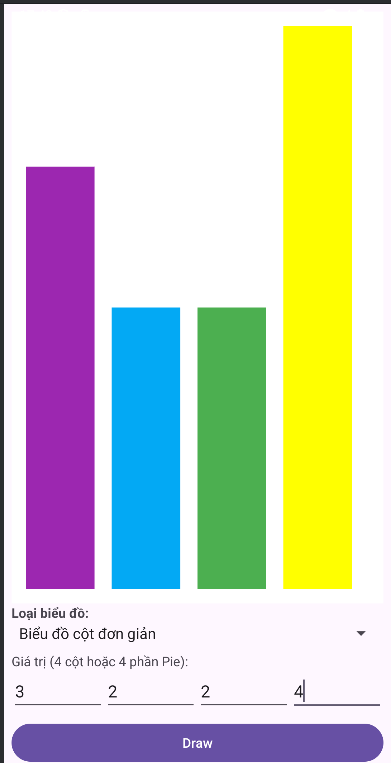 Loại biểu đồ:
Biểu đồ cột đơn giản
Giá trị (4 cột hoặc 4 phần Pie):
3 2 2 4
Draw